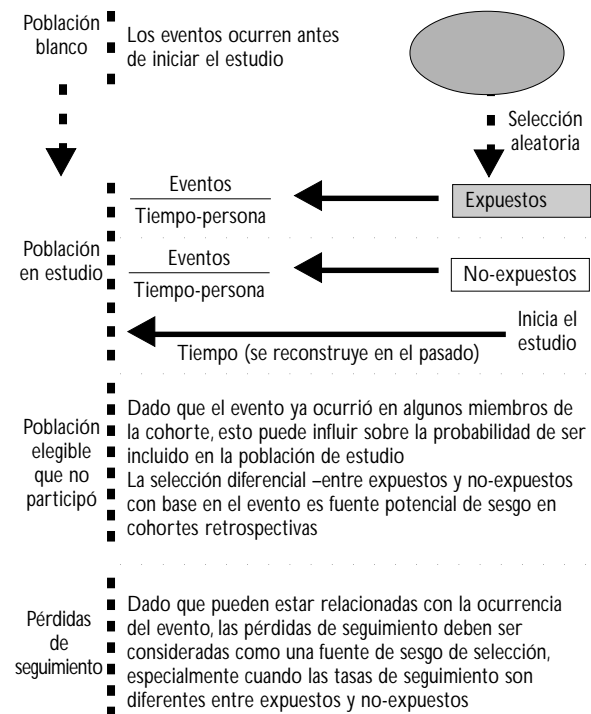 Población
blanco
Los eventos ocurren antes
de iniciar el estudio
Selección
aleatoria
Eventos
Tiempo-persona
Expuestos
Población
en estudio
Eventos
Tiempo-persona
No-expuestos
Inicia el
estudio
Tiempo (se reconstruye en el pasado)
Población
elegible
que no
participó
Dado que el evento ya ocurrió en algunos miembros de
la cohorte, esto puede influir sobre la probabilidad de ser
incluido en la población de estudio
La selección diferencial –entre expuestos y no-expuestos
con base en el evento es fuente potencial de sesgo en
cohortes retrospectivas
Pérdidas
de
seguimiento
Dado que pueden estar relacionadas con la ocurrencia
del evento, las pérdidas de seguimiento deben ser
consideradas como una fuente de sesgo de selección,
especialmente cuando las tasas de seguimiento son
diferentes entre expuestos y no-expuestos